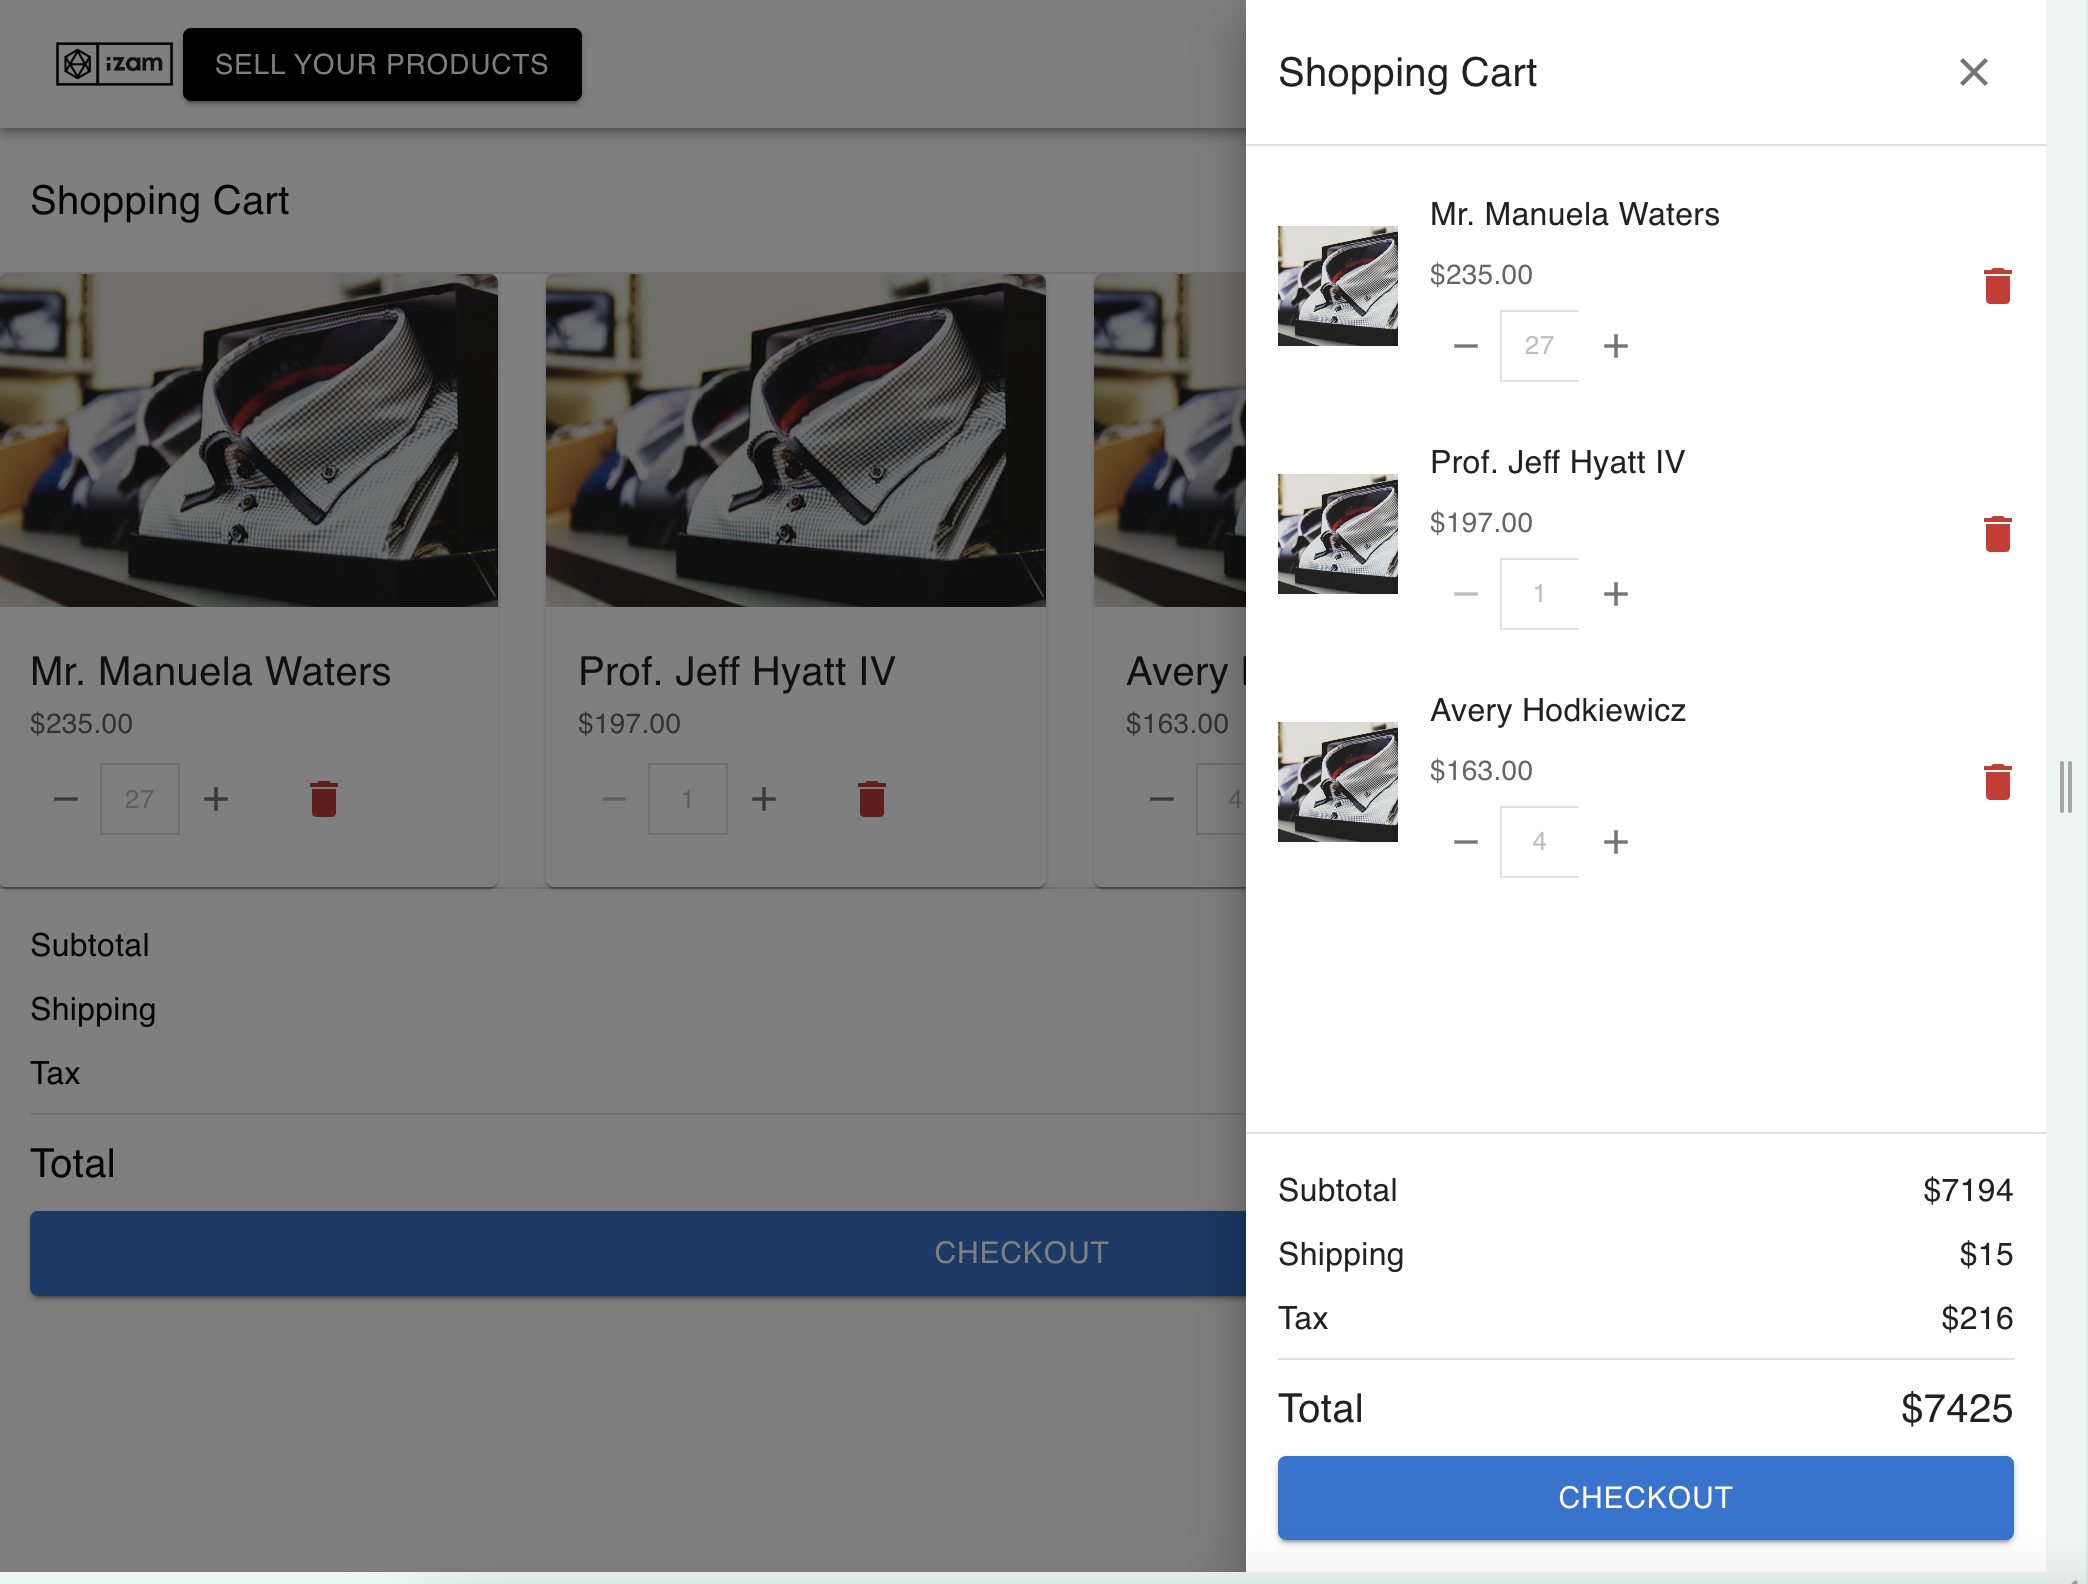 izam
SELL YOUR PRODUCTS
Shopping Cart
Mr. Manuela Waters
$235.00
27
Prof. Jeff Hyatt IV
$197.00
1
Avery
$163.00
4
Subtotal
Shipping
Tax
Total
CHECKOUT
Shopping Cart
Mr. Manuela Waters
$235.00
27
Prof. Jeff Hyatt IV
$197.00
1
Avery Hodkiewicz
$163.00
4
Subtotal $7194
Shipping $15
Tax $216
Total $7425
CHECKOUT